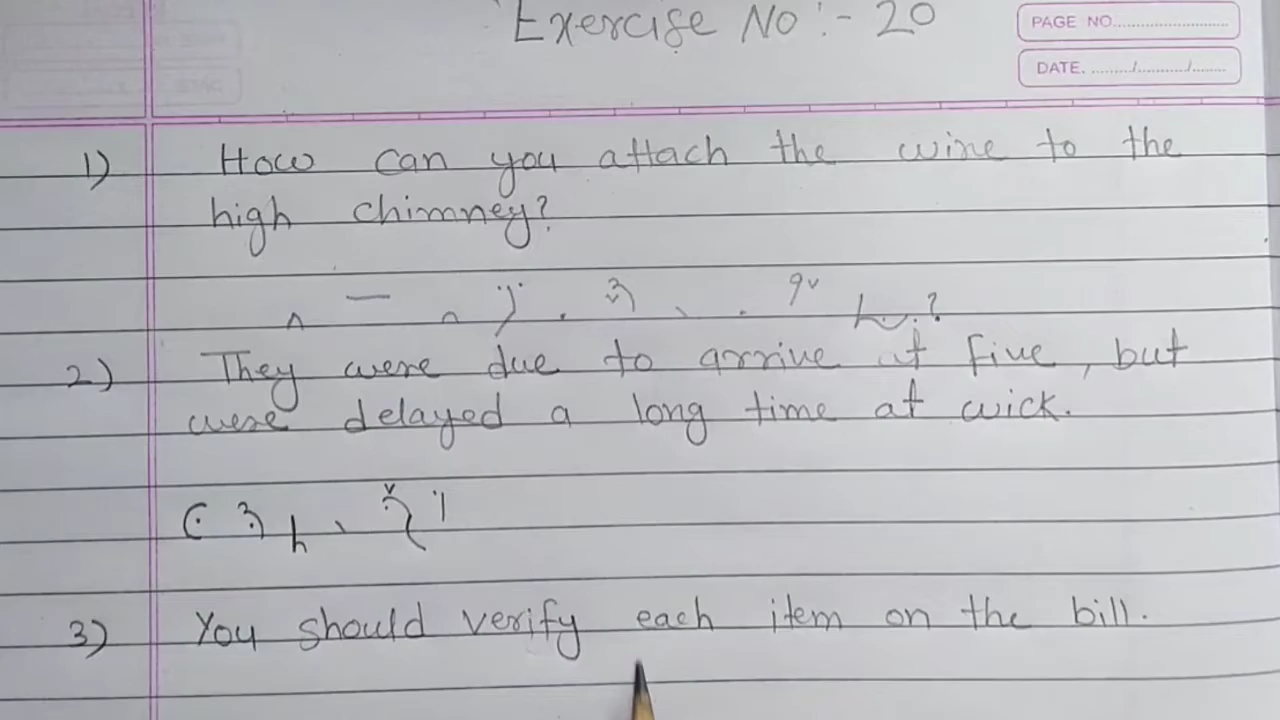 Exercise No :- 20
PAGE NO.
DATE. / /
1) How can you attach the wire to the
high chimney?
2) They were due to arrive at five, but
were delayed a long time at wick.
3) You should verify each item on the bill.